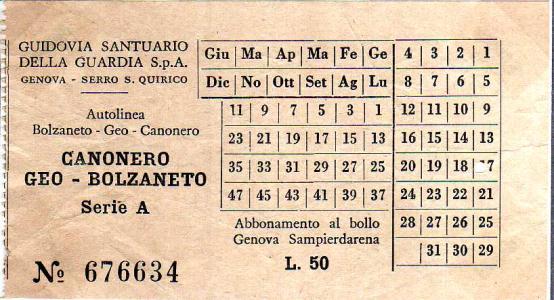 GUIDOVIA SANTUARIO
DELLA GUARDIA S.p.A.
GENOVA - SERRO S. QUIRICO
Autolinea
Bolzaneto - Geo - Canonero
CANONERO
GEO - BOLZANETO
Serie A
Nº 676634
Giu | Ma | Ap | Ma | Fe | Ge
Dic | No | Ott | Set | Ag | Lu
11 | 9 | 7 | 5 | 3 | 1
23 | 21 | 19 | 17 | 15 | 13
35 | 33 | 31 | 29 | 27 | 25
47 | 45 | 43 | 41 | 39 | 37
Abbonamento al bollo
Genova Sampierdarena
L. 50
4 | 3 | 2 | 1
8 | 7 | 6 | 5
12 | 11 | 10 | 9
16 | 15 | 14 | 13
20 | 19 | 18 | 17
24 | 23 | 22 | 21
28 | 27 | 26 | 25
31 | 30 | 29